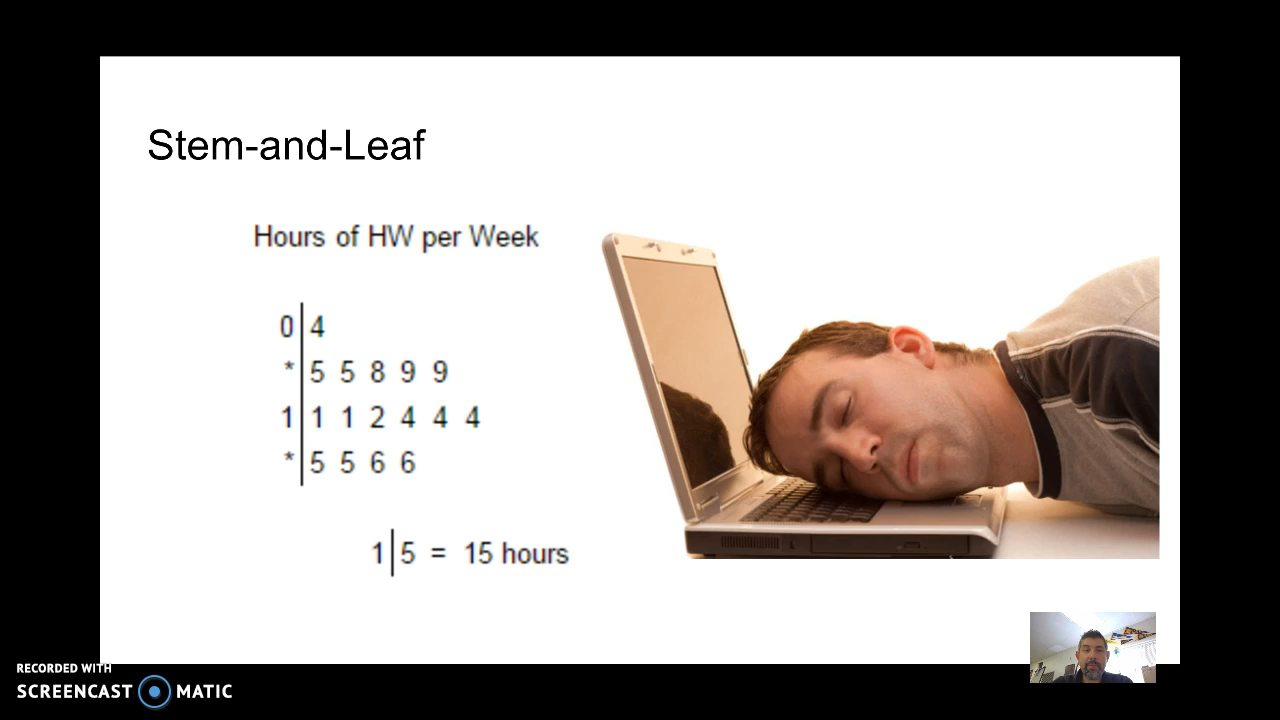 Stem-and-Leaf
Hours of HW per Week
0 | 4
* | 5 5 8 9 9
1 | 1 1 2 4 4 4
* | 5 5 6 6
1 | 5 = 15 hours
RECORDED WITH
SCREENCAST MATIC